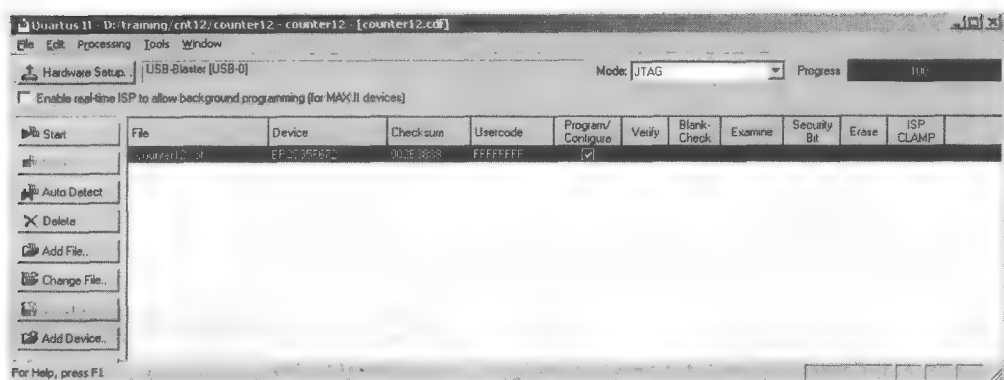 Quartus II - D:/training/cnt12/counter12 - counter12 - [counter12.cdf]
File Edit Processing Tools Window
Hardware Setup.. USB-Blaster [USB-0] Mode: JTAG Progress 100
Enable real-time ISP to allow background programming (for MAX II devices)
Start
Auto Detect
Delete
Add File..
Change File..
Add Device..
File Device Checksum Usercode Program/Configure Verify Blank-Check Examine Security Bit Erase ISP CLAMP
EP2C35F672 FFFFFFFF
For Help, press F1